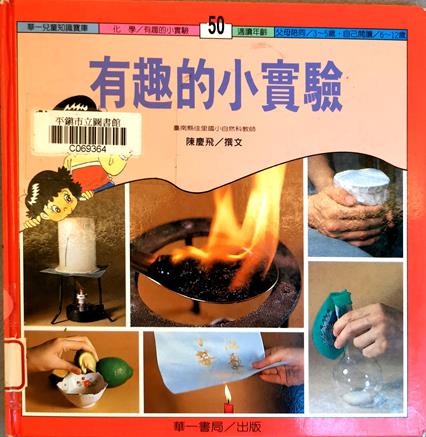 華一兒童知識寶庫
化 學/有趣的小實驗
50
適讀年齡
父母陪同/3～5歲・自己閱讀/6～12歲
有趣的小實驗
平鎮市立圖書館
C069364
臺南縣佳里國小自然科教師
陳慶飛/撰文
華一書局/出版